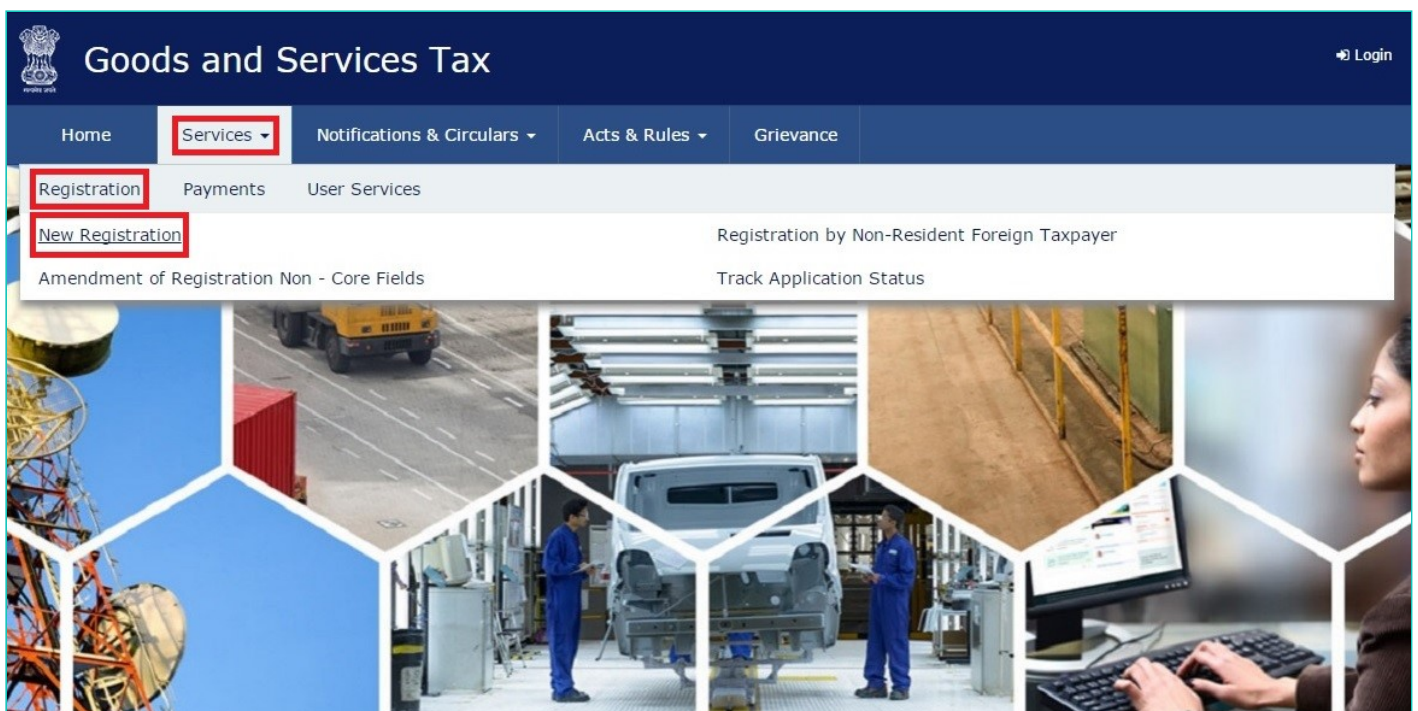 Goods and Services Tax
Login
Home Services Notifications & Circulars Acts & Rules Grievance
Registration Payments User Services
New Registration Registration by Non-Resident Foreign Taxpayer
Amendment of Registration Non - Core Fields Track Application Status